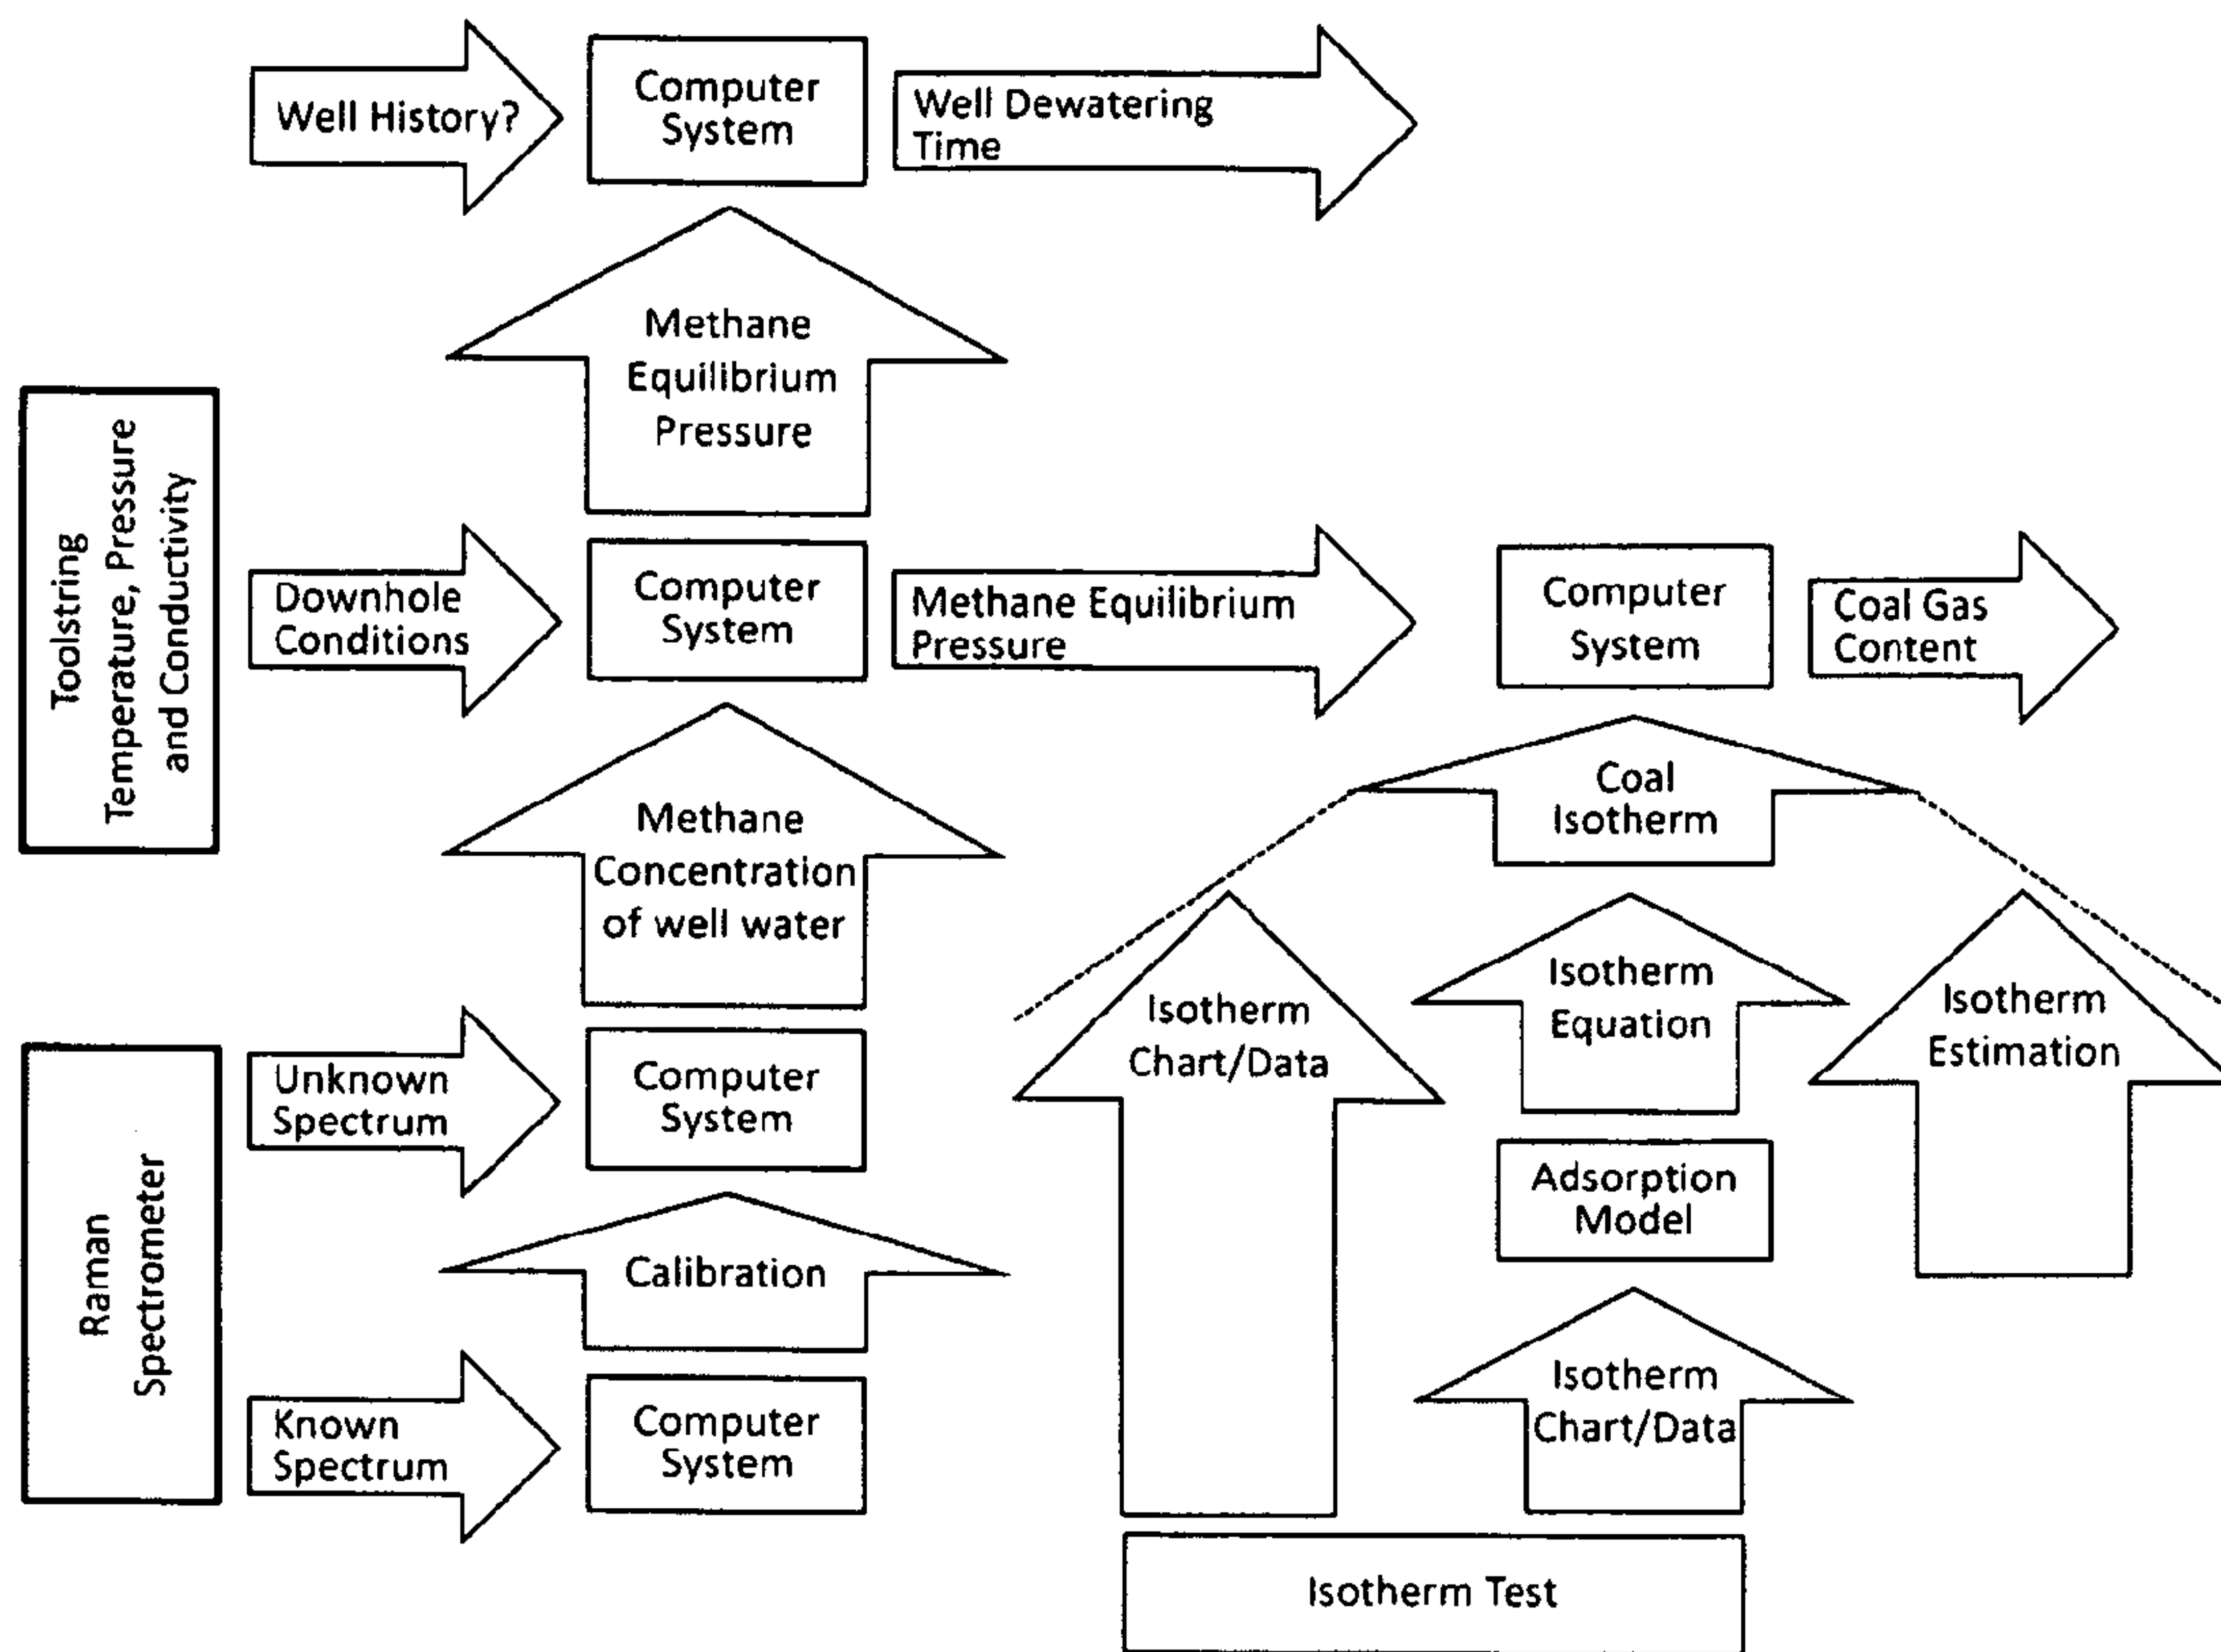 Well History?
Computer
System
Well Dewatering
Time
Methane
Equilibrium
Pressure
Toolstring
Temperature, Pressure
and Conductivity
Downhole
Conditions
Computer
System
Methane Equilibrium
Pressure
Computer
System
Coal Gas
Content
Methane
Concentration
of well water
Coal
Isotherm
Isotherm
Chart/Data
Isotherm
Equation
Isotherm
Estimation
Raman
Spectrometer
Unknown
Spectrum
Computer
System
Adsorption
Model
Calibration
Known
Spectrum
Computer
System
Isotherm
Chart/Data
Isotherm Test